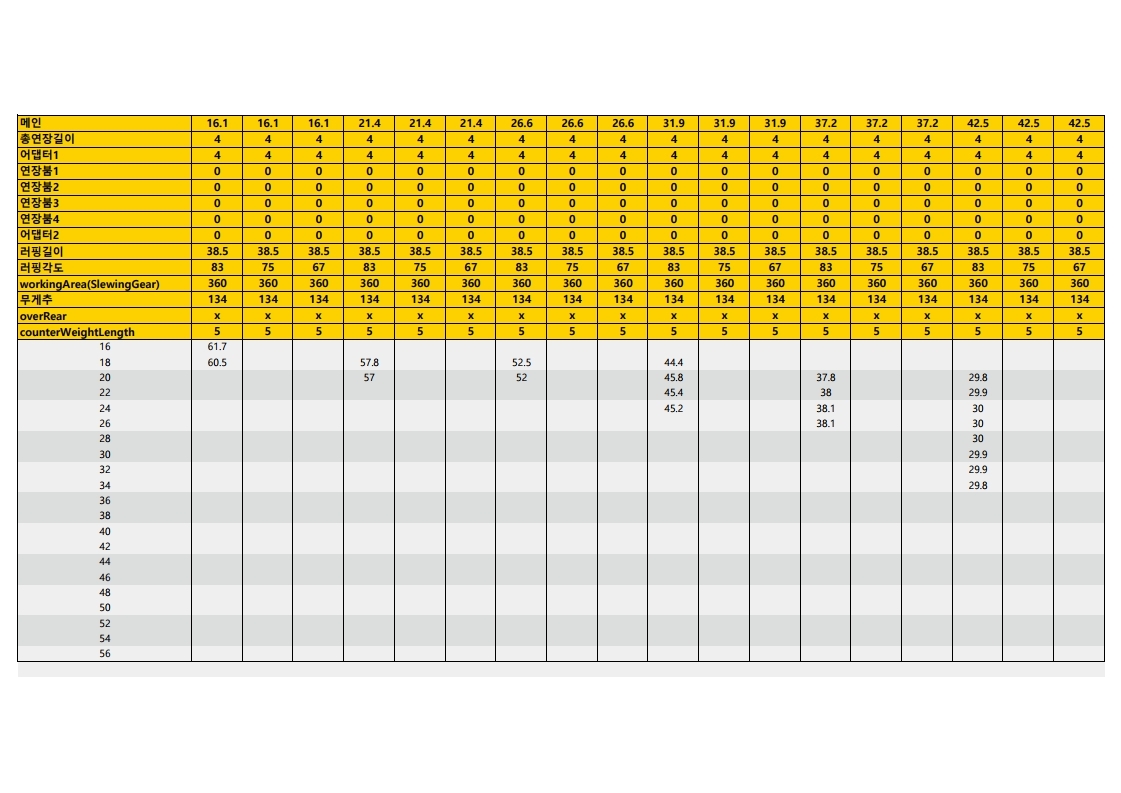 메인 16.1 16.1 16.1 21.4 21.4 21.4 26.6 26.6 26.6 31.9 31.9 31.9 37.2 37.2 37.2 42.5 42.5 42.5
총연장길이 4 4 4 4 4 4 4 4 4 4 4 4 4 4 4 4 4 4
어댑터1 4 4 4 4 4 4 4 4 4 4 4 4 4 4 4 4 4 4
연장붐1 0 0 0 0 0 0 0 0 0 0 0 0 0 0 0 0 0 0
연장붐2 0 0 0 0 0 0 0 0 0 0 0 0 0 0 0 0 0 0
연장붐3 0 0 0 0 0 0 0 0 0 0 0 0 0 0 0 0 0 0
연장붐4 0 0 0 0 0 0 0 0 0 0 0 0 0 0 0 0 0 0
어댑터2 0 0 0 0 0 0 0 0 0 0 0 0 0 0 0 0 0 0
러핑길이 38.5 38.5 38.5 38.5 38.5 38.5 38.5 38.5 38.5 38.5 38.5 38.5 38.5 38.5 38.5 38.5 38.5 38.5
러핑각도 83 75 67 83 75 67 83 75 67 83 75 67 83 75 67 83 75 67
workingArea(SlewingGear) 360 360 360 360 360 360 360 360 360 360 360 360 360 360 360 360 360 360
무게추 134 134 134 134 134 134 134 134 134 134 134 134 134 134 134 134 134 134
overRear x x x x x x x x x x x x x x x x x x
counterWeightLength 5 5 5 5 5 5 5 5 5 5 5 5 5 5 5 5 5 5
16 61.7
18 60.5 57.8 52.5 44.4
20 57 52 45.8 37.8 29.8
22 45.4 38 29.9
24 45.2 38.1 30
26 38.1 30
28 30
30 29.9
32 29.9
34 29.8
36
38
40
42
44
46
48
50
52
54
56